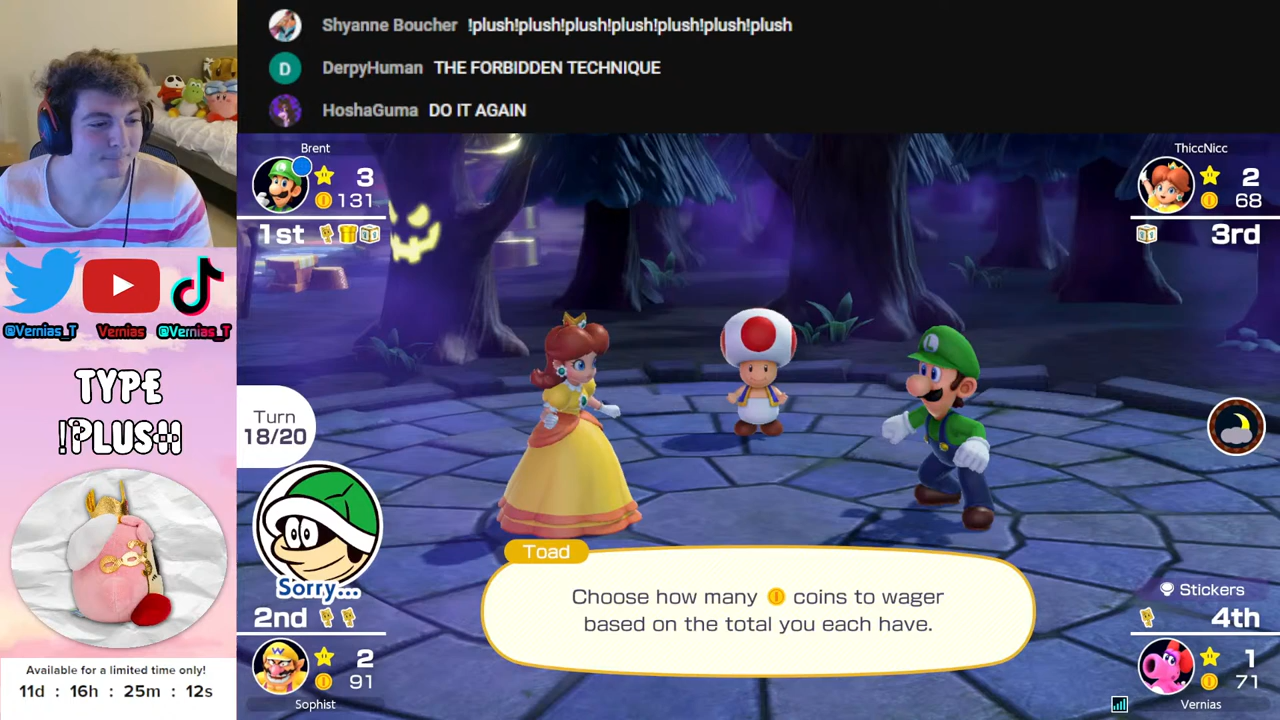 Shyanne Boucher !plush!plush!plush!plush!plush!plush!plush
D DerpyHuman THE FORBIDDEN TECHNIQUE
HoshaGuma DO IT AGAIN
Brent
3
131
1st
ThiccNicc
2
68
3rd
@Vernias_T Vernias @Vernias_T
TYPE
!PLUSH
Turn
18/20
Sorry...
Toad
Choose how many coins to wager
based on the total you each have.
2nd
2
91
Sophist
Stickers
4th
1
71
Vernias
Available for a limited time only!
11d : 16h : 25m : 12s